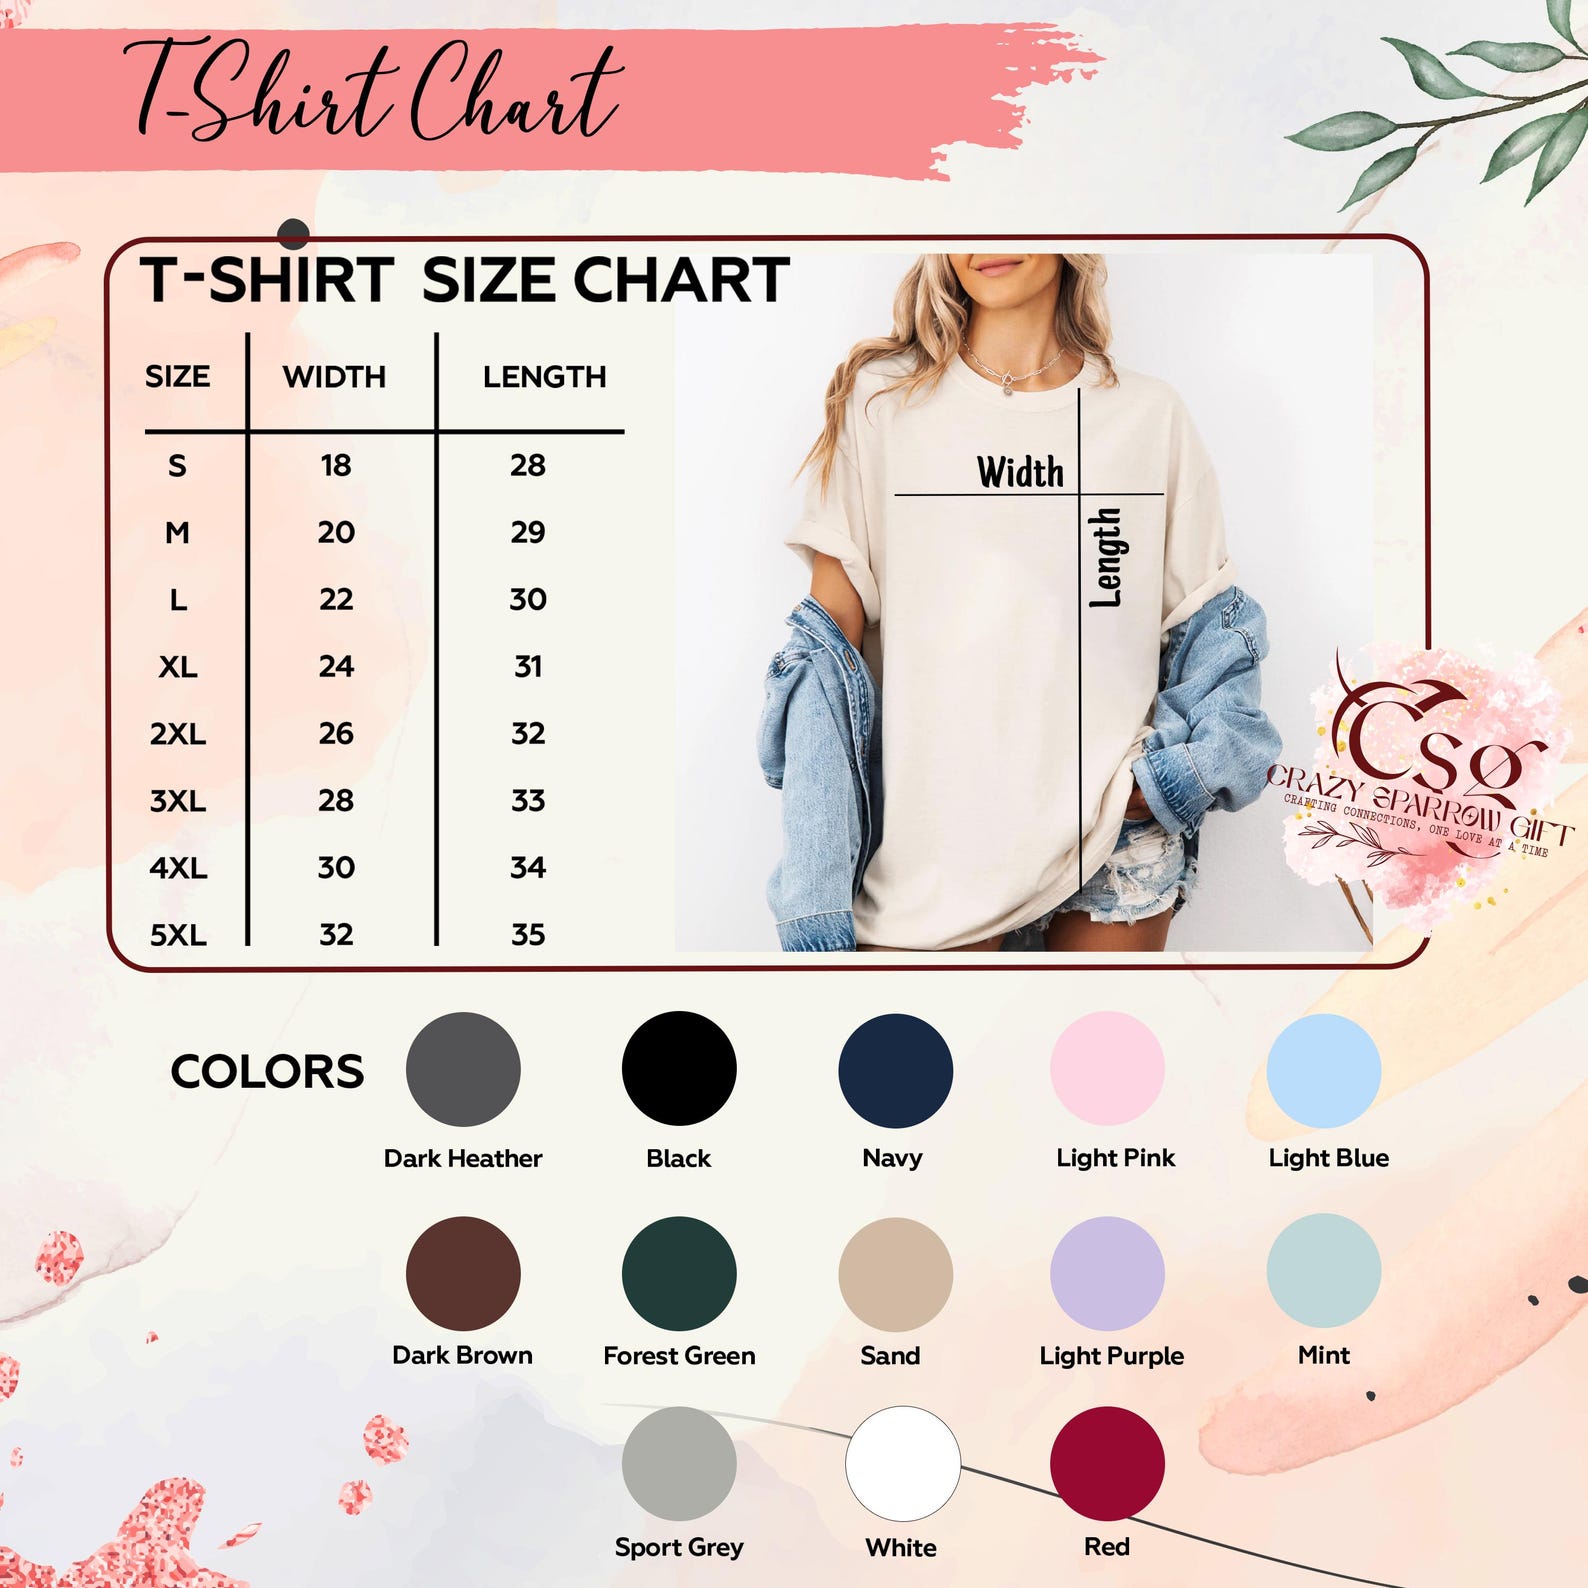 T-Shirt Chart
T-SHIRT SIZE CHART
SIZE WIDTH LENGTH
S 18 28
M 20 29
L 22 30
XL 24 31
2XL 26 32
3XL 28 33
4XL 30 34
5XL 32 35
Width
Length
Csg
CRAZY SPARROW GIFT
CRAFTING CONNECTIONS, ONE LOVE AT A TIME
COLORS
Dark Heather Black Navy Light Pink Light Blue
Dark Brown Forest Green Sand Light Purple Mint
Sport Grey White Red